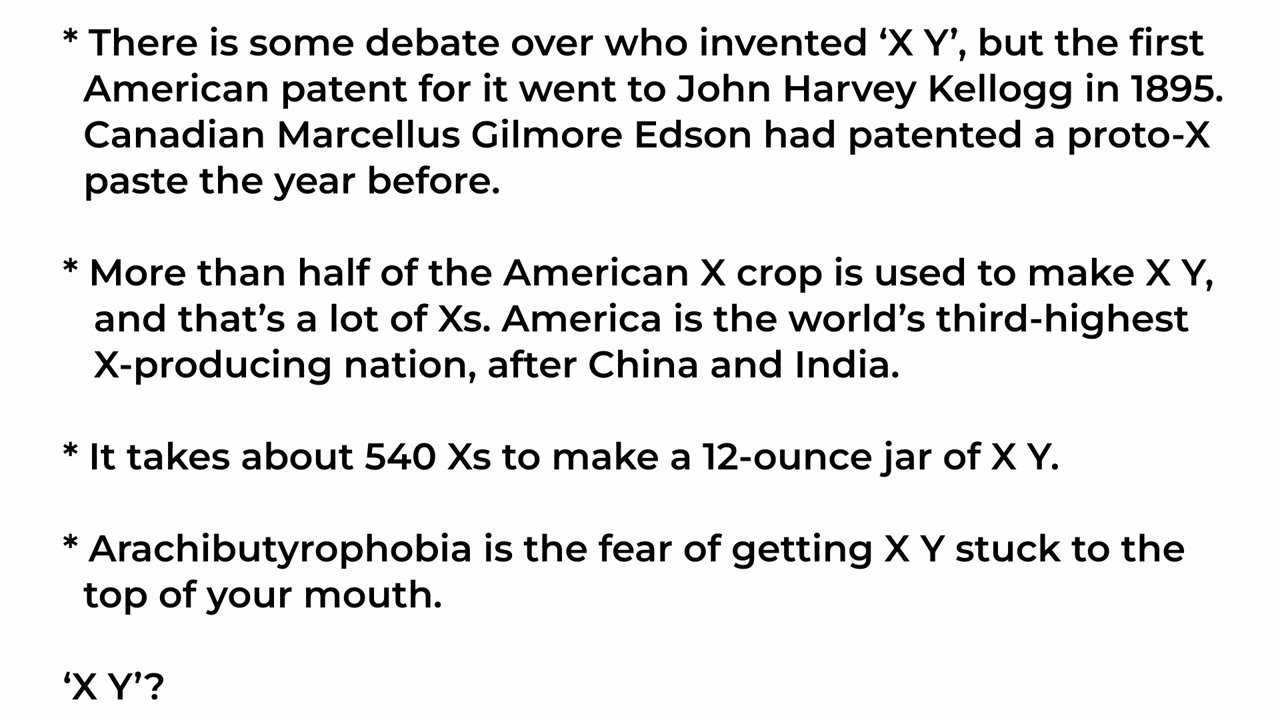 * There is some debate over who invented ‘X Y’, but the first
American patent for it went to John Harvey Kellogg in 1895.
Canadian Marcellus Gilmore Edson had patented a proto-X
paste the year before.
* More than half of the American X crop is used to make X Y,
and that’s a lot of Xs. America is the world’s third-highest
X-producing nation, after China and India.
* It takes about 540 Xs to make a 12-ounce jar of X Y.
* Arachibutyrophobia is the fear of getting X Y stuck to the
top of your mouth.
‘X Y’?